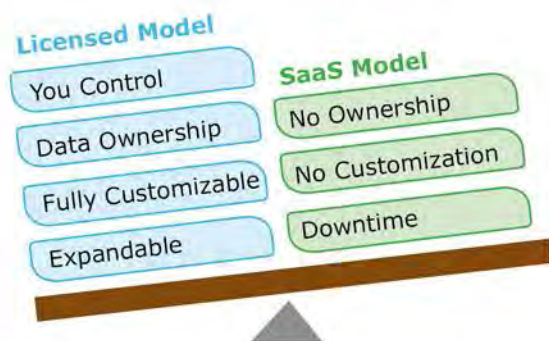 Licensed Model
You Control
Data Ownership
Fully Customizable
Expandable
SaaS Model
No Ownership
No Customization
Downtime